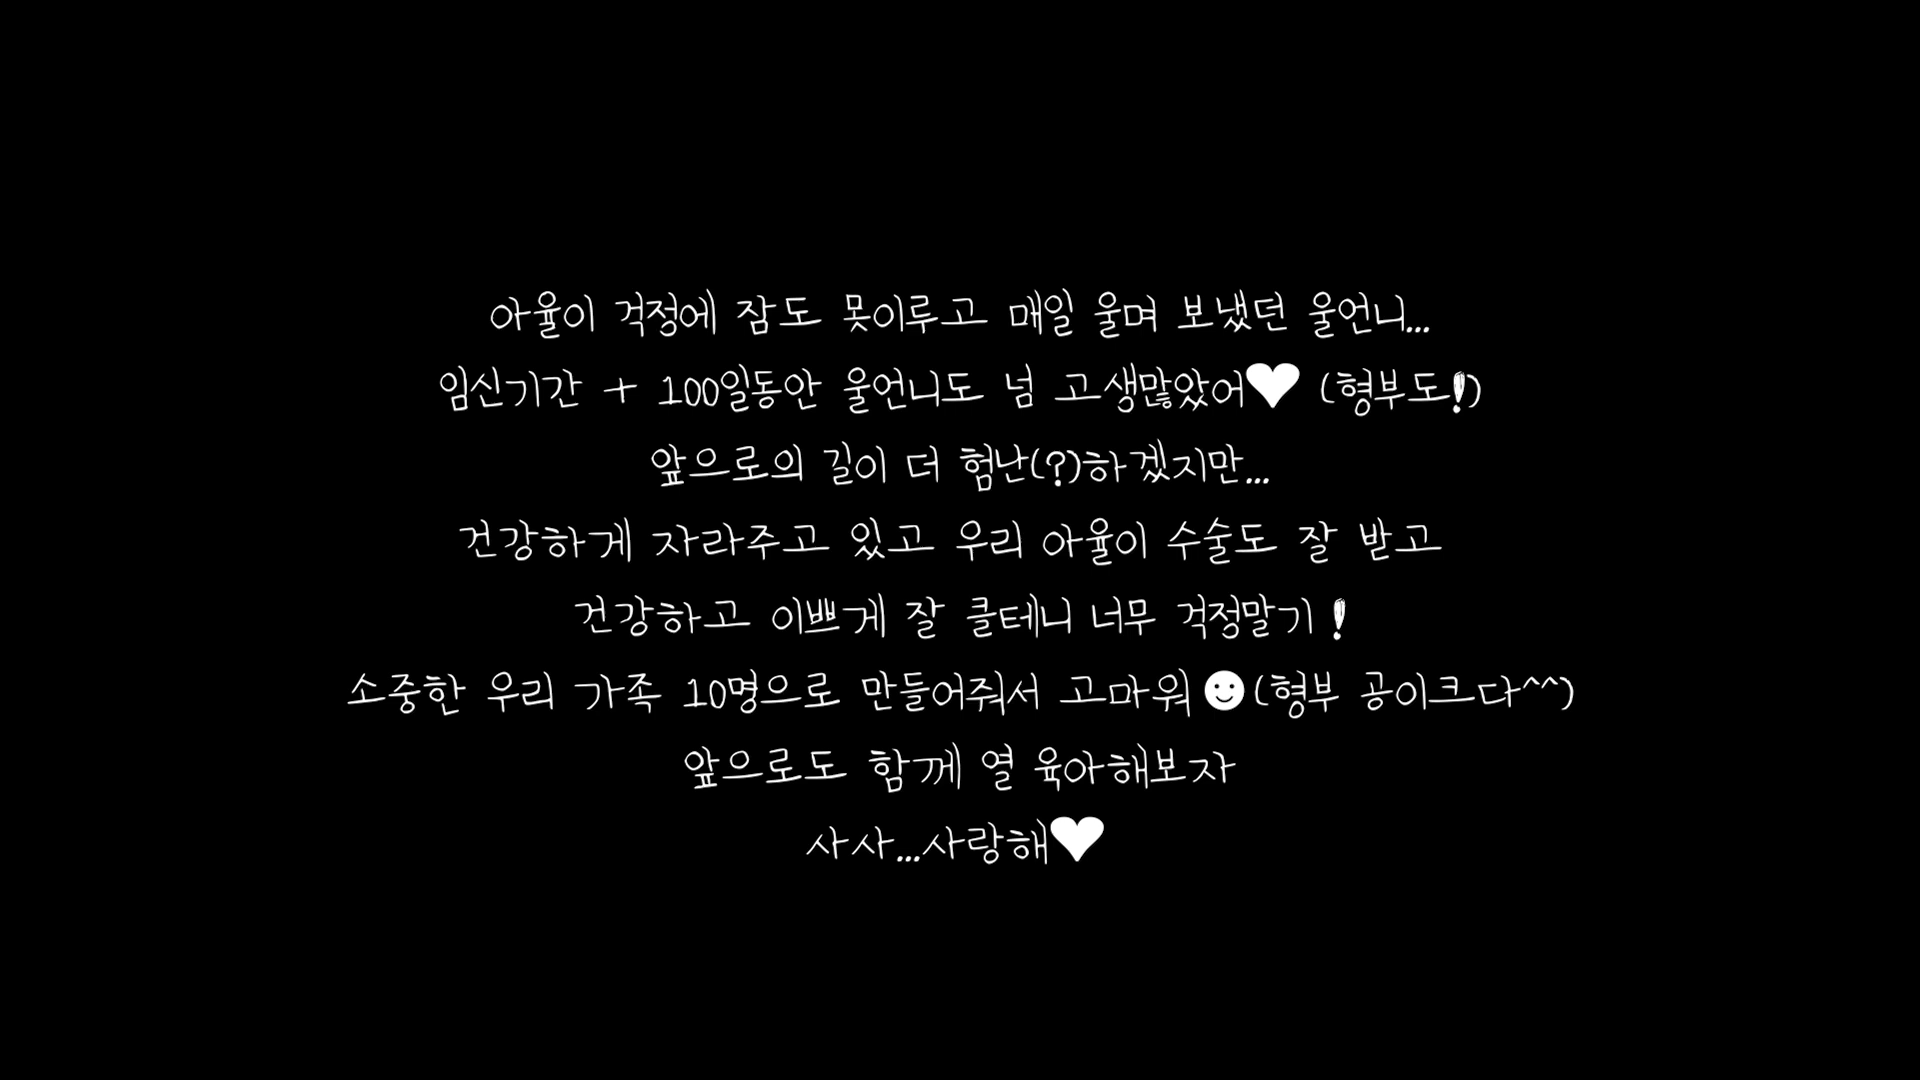 아율이 걱정에 잠도 못이루고 매일 울며 보냈던 울언니...
임신기간 + 100일동안 울언니도 넘 고생많았어♥ (형부도!)
앞으로의 길이 더 험난(?)하겠지만...
건강하게 자라주고 있고 우리 아율이 수술도 잘 받고
건강하고 이쁘게 잘 클테니 너무 걱정말기!
소중한 우리 가족 10명으로 만들어줘서 고마워☻(형부 공이크다^^)
앞으로도 함께 열 육아해보자
사사...사랑해♥